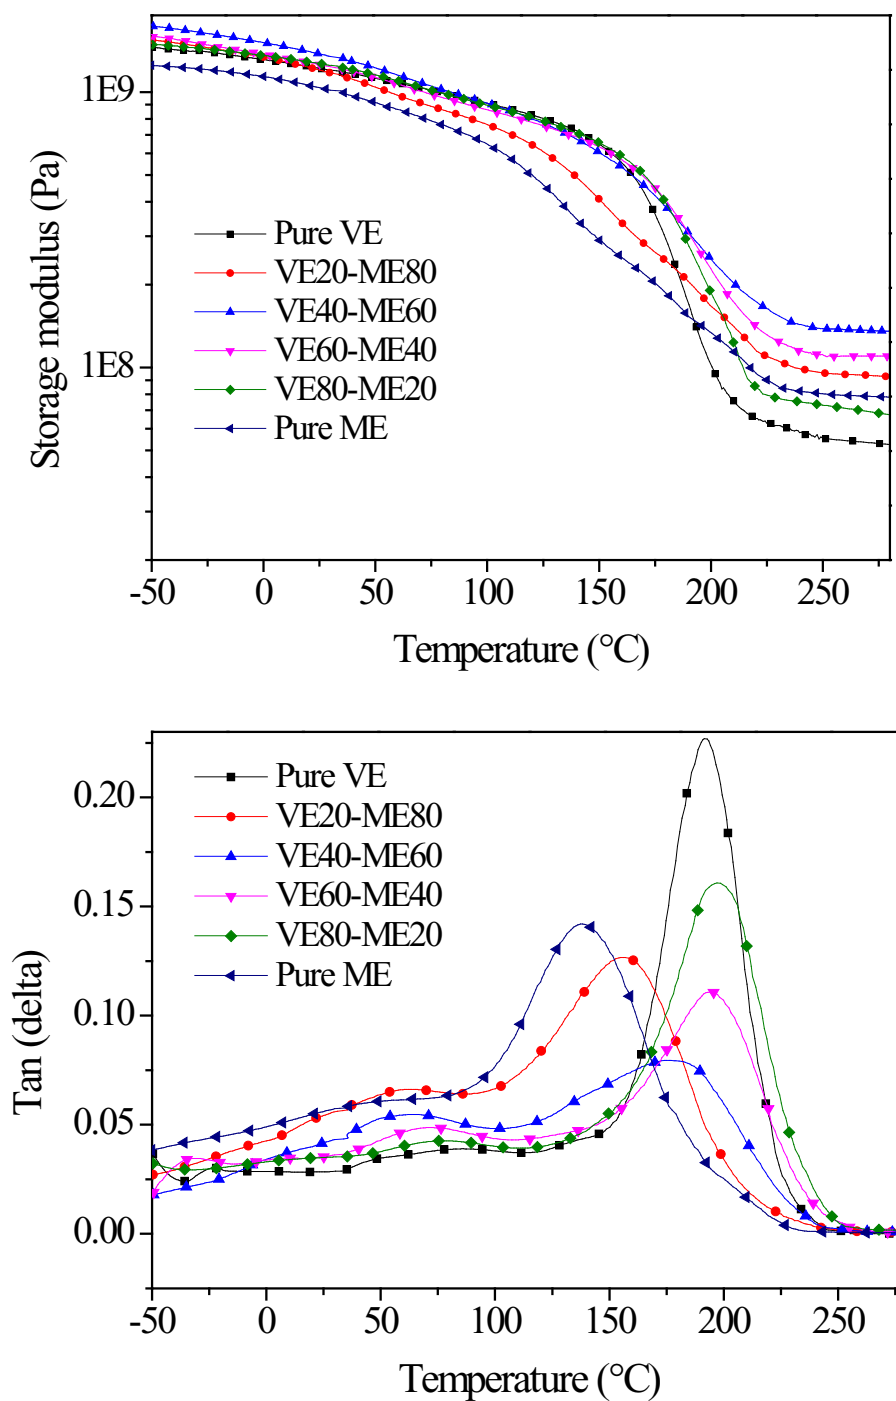 1E9
1E8
Storage modulus (Pa)
Pure VE
VE20-ME80
VE40-ME60
VE60-ME40
VE80-ME20
Pure ME
-50 0 50 100 150 200 250
Temperature (°C)
0.20
0.15
0.10
0.05
0.00
Tan (delta)
Pure VE
VE20-ME80
VE40-ME60
VE60-ME40
VE80-ME20
Pure ME
-50 0 50 100 150 200 250
Temperature (°C)